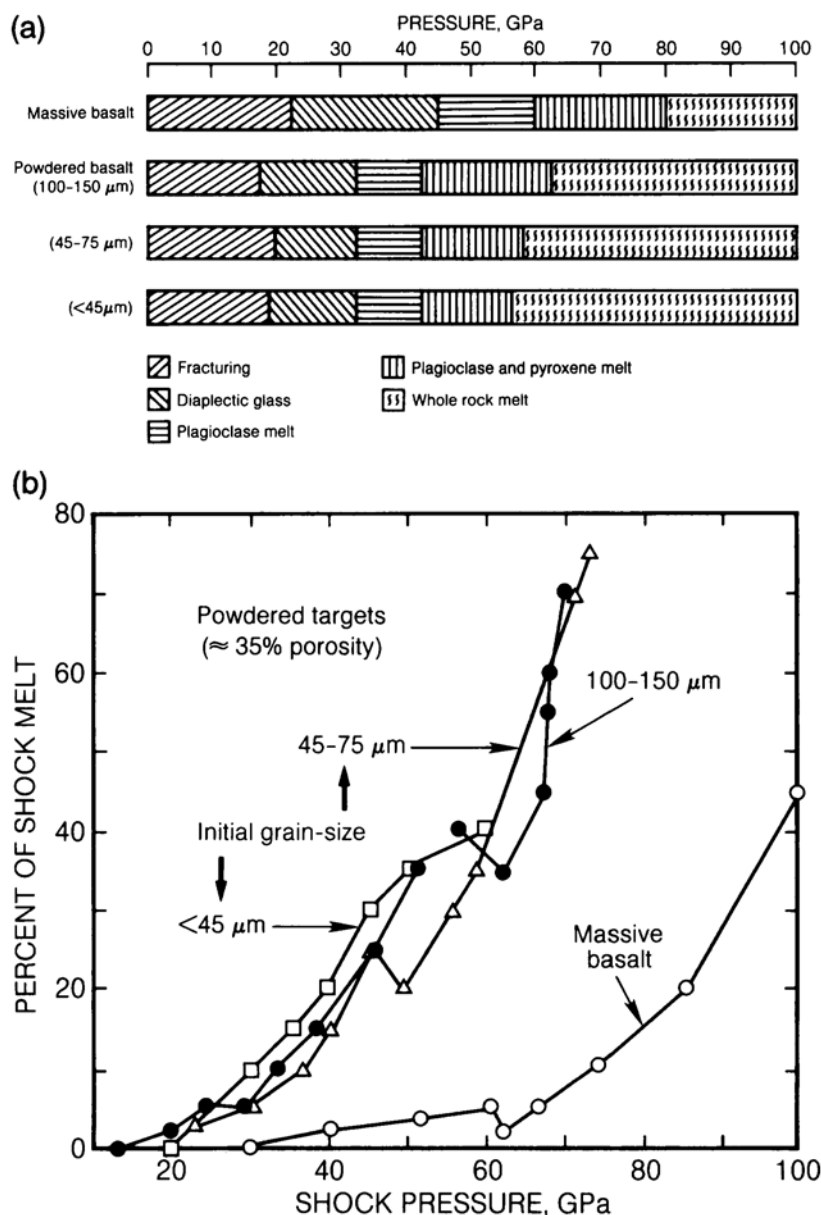 (a)
PRESSURE, GPa
0 10 20 30 40 50 60 70 80 90 100
Massive basalt
Powdered basalt
(100-150 μm)
(45-75 μm)
(<45μm)
Fracturing
Diaplectic glass
Plagioclase melt
Plagioclase and pyroxene melt
Whole rock melt
(b)
80
60
40
20
0
PERCENT OF SHOCK MELT
Powdered targets
(≈ 35% porosity)
100-150 μm
45-75 μm
Initial grain-size
<45 μm
Massive
basalt
20 40 60 80 100
SHOCK PRESSURE, GPa